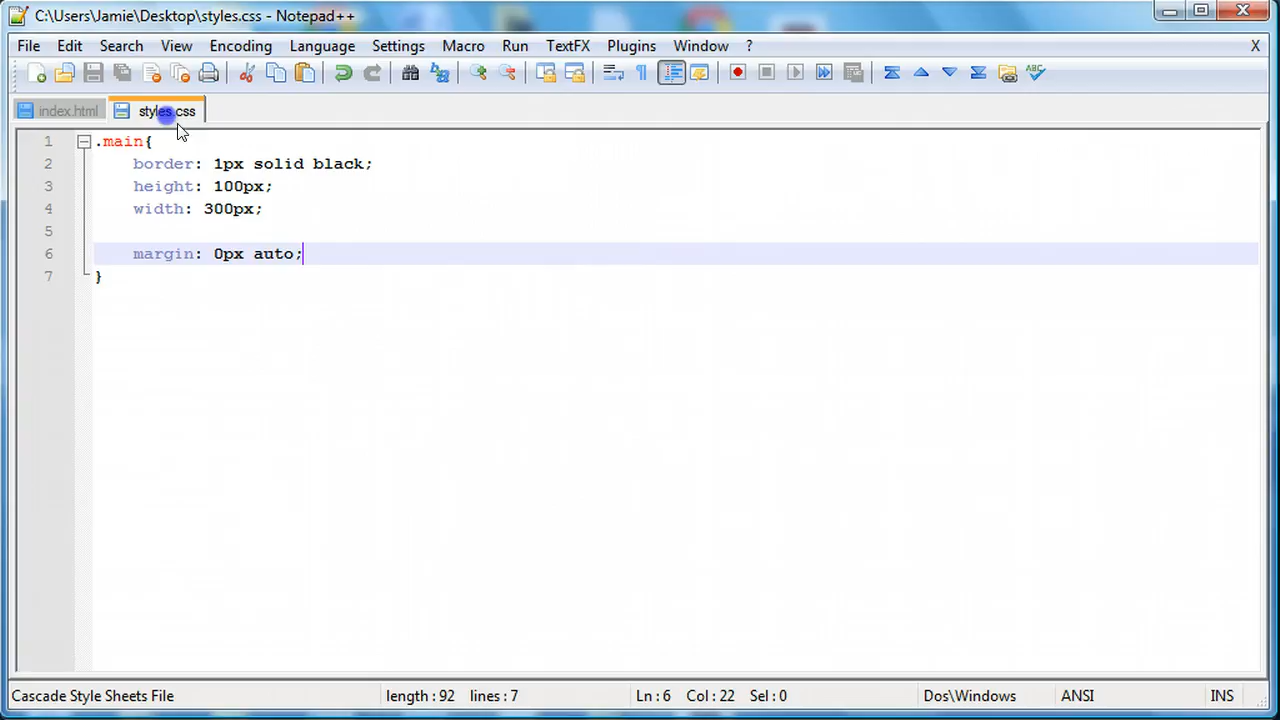 C:\Users\Jamie\Desktop\styles.css - Notepad++
File Edit Search View Encoding Language Settings Macro Run TextFX Plugins Window ? X
index.html styles.css
1 .main{
2 border: 1px solid black;
3 height: 100px;
4 width: 300px;
5
6 margin: 0px auto;
7 }
Cascade Style Sheets File length : 92 lines : 7 Ln : 6 Col : 22 Sel : 0 Dos\Windows ANSI INS